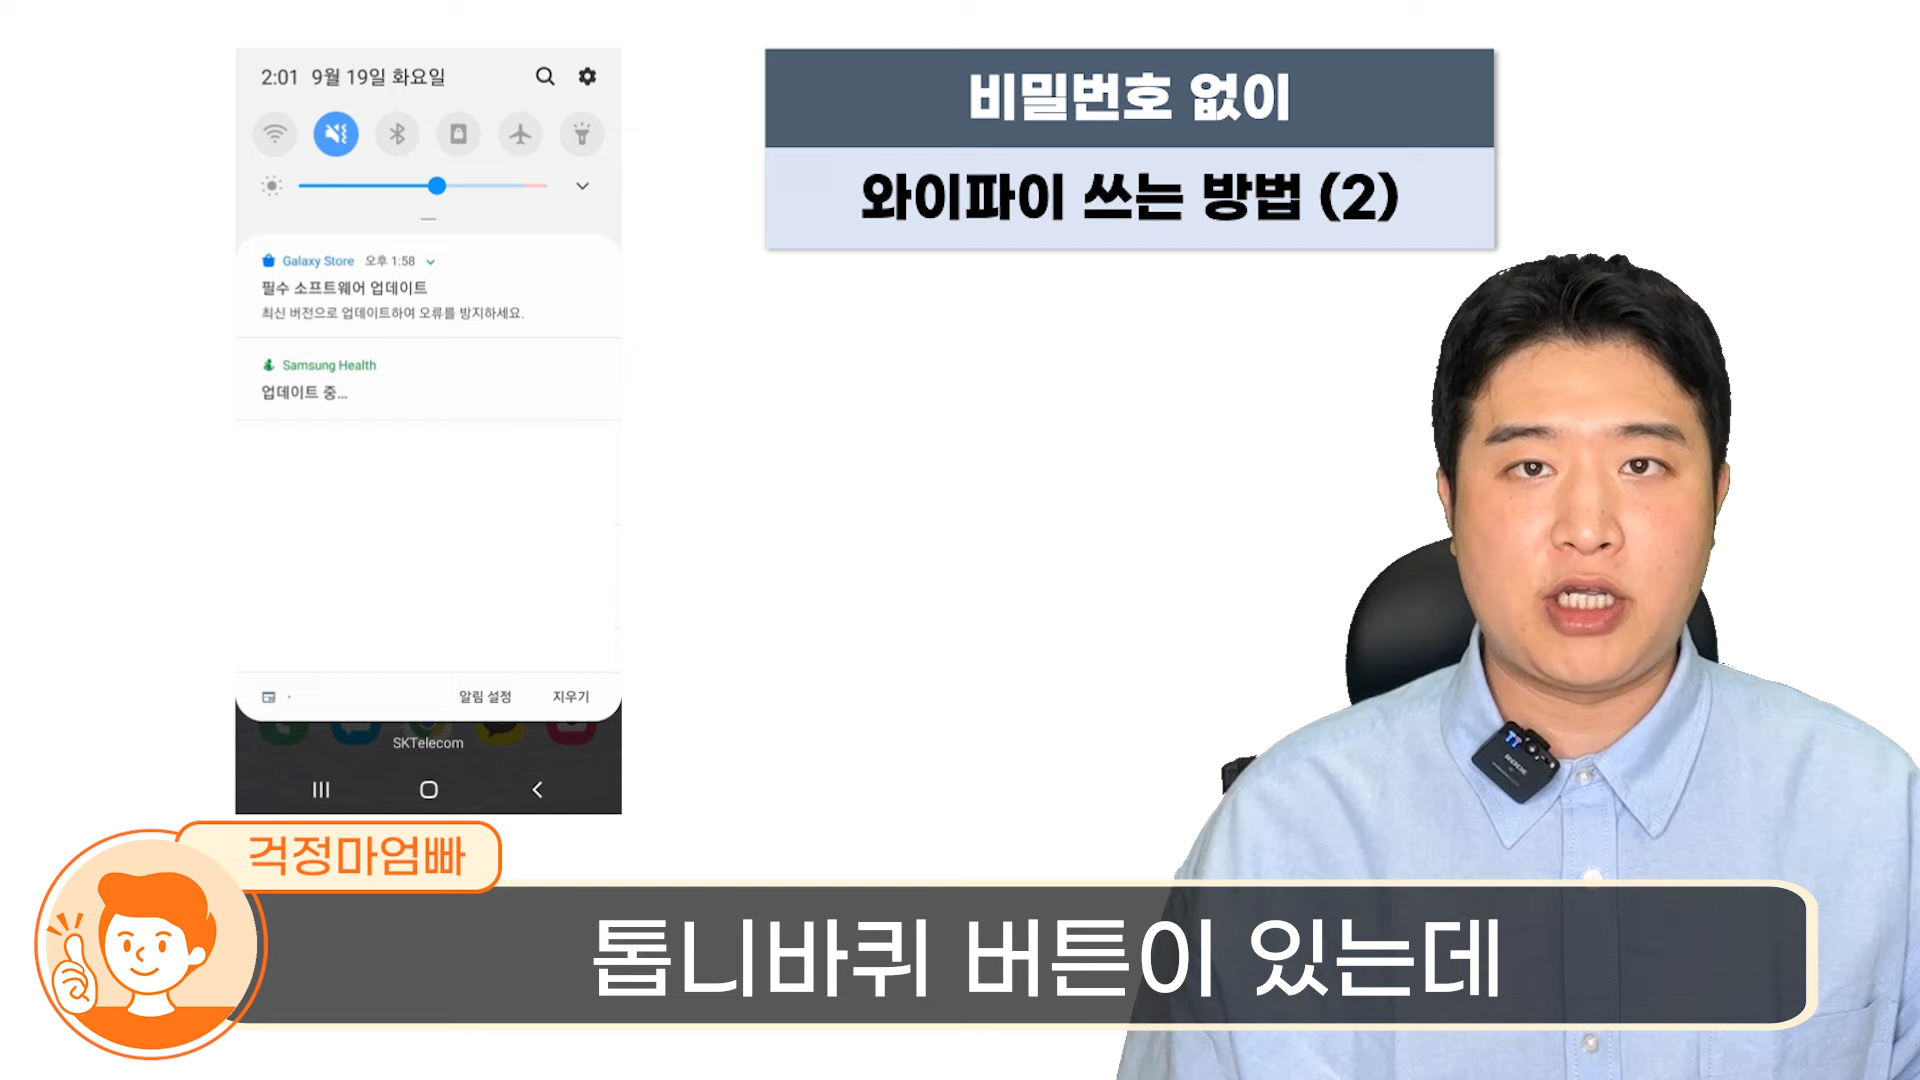 2:01 9월 19일 화요일
Galaxy Store 오후 1:58
필수 소프트웨어 업데이트
최신 버전으로 업데이트하여 오류를 방지하세요.
Samsung Health
업데이트 중...
알림 설정 지우기
SKTelecom
비밀번호 없이
와이파이 쓰는 방법 (2)
RODE
걱정마엄빠
톱니바퀴 버튼이 있는데